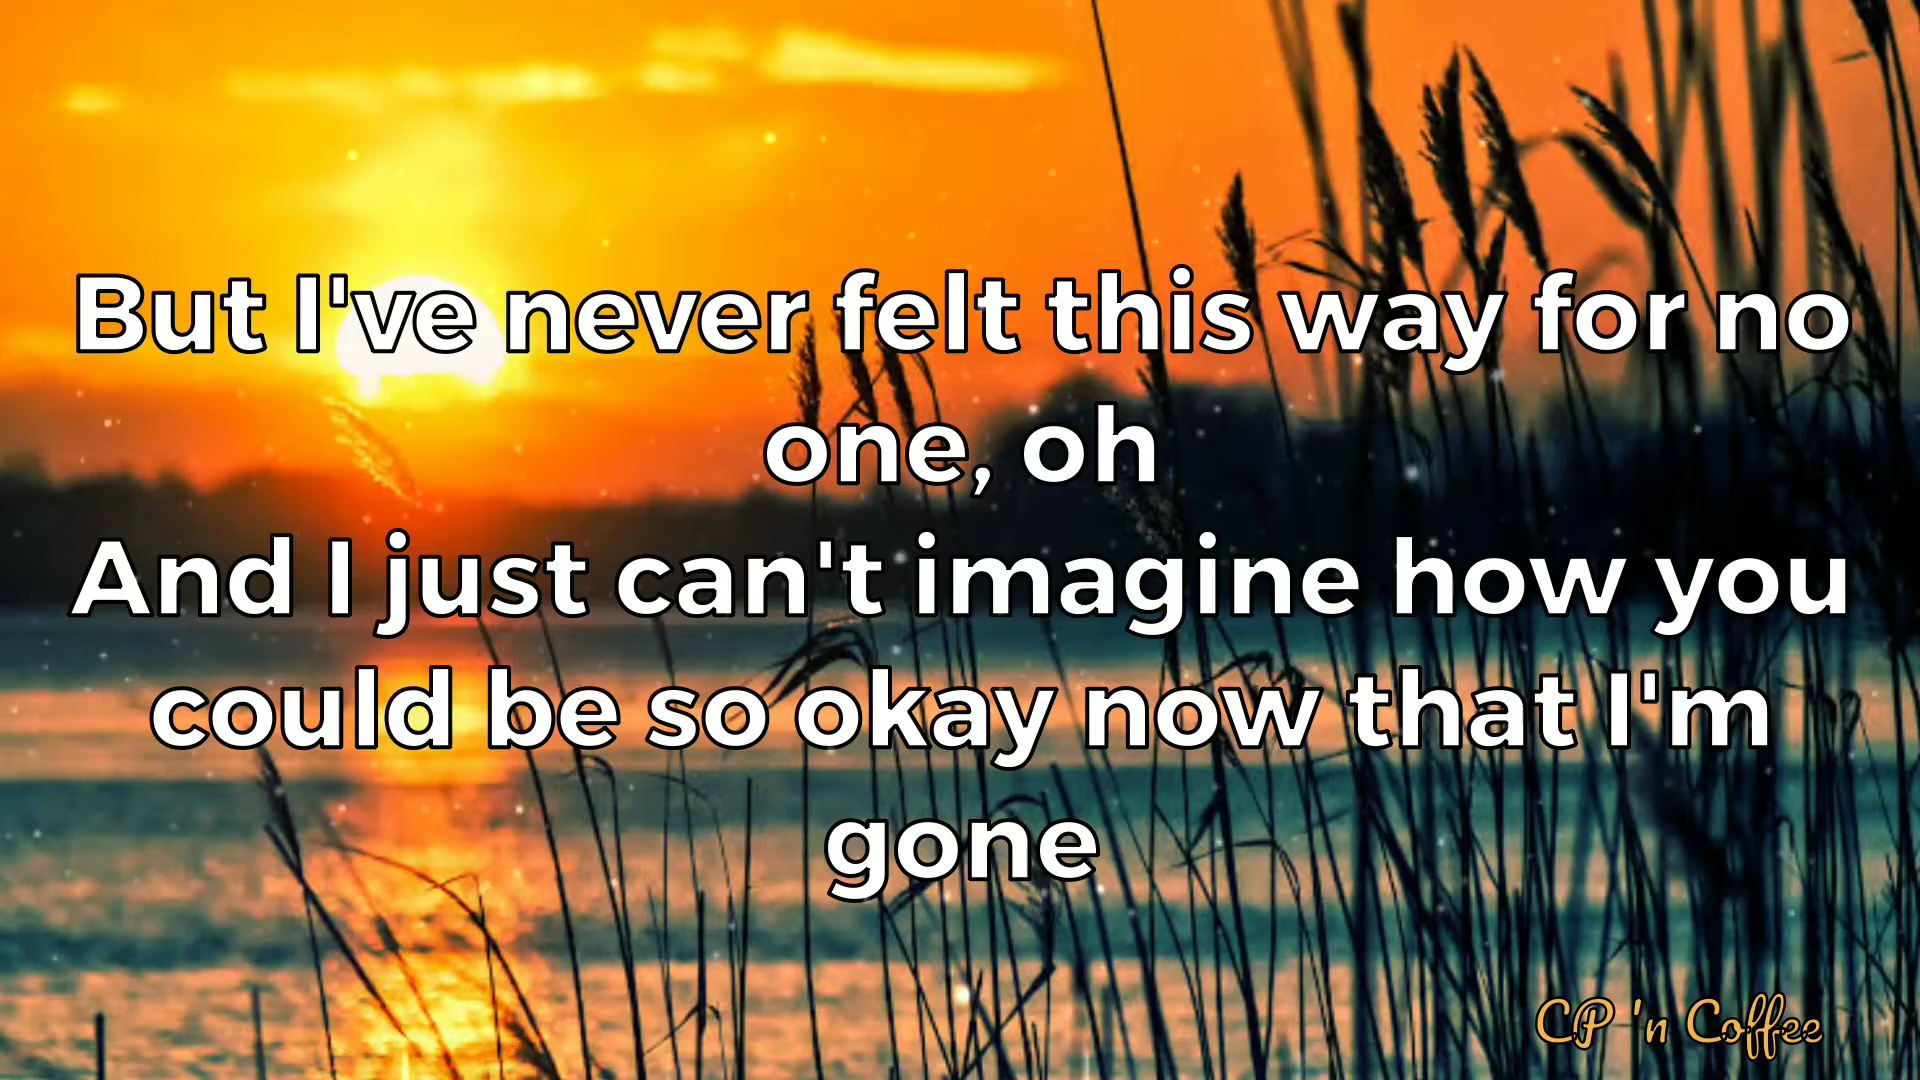 But I've never felt this way for no
one, oh
And I just can't imagine how you
could be so okay now that I'm
gone
CP 'n Coffee